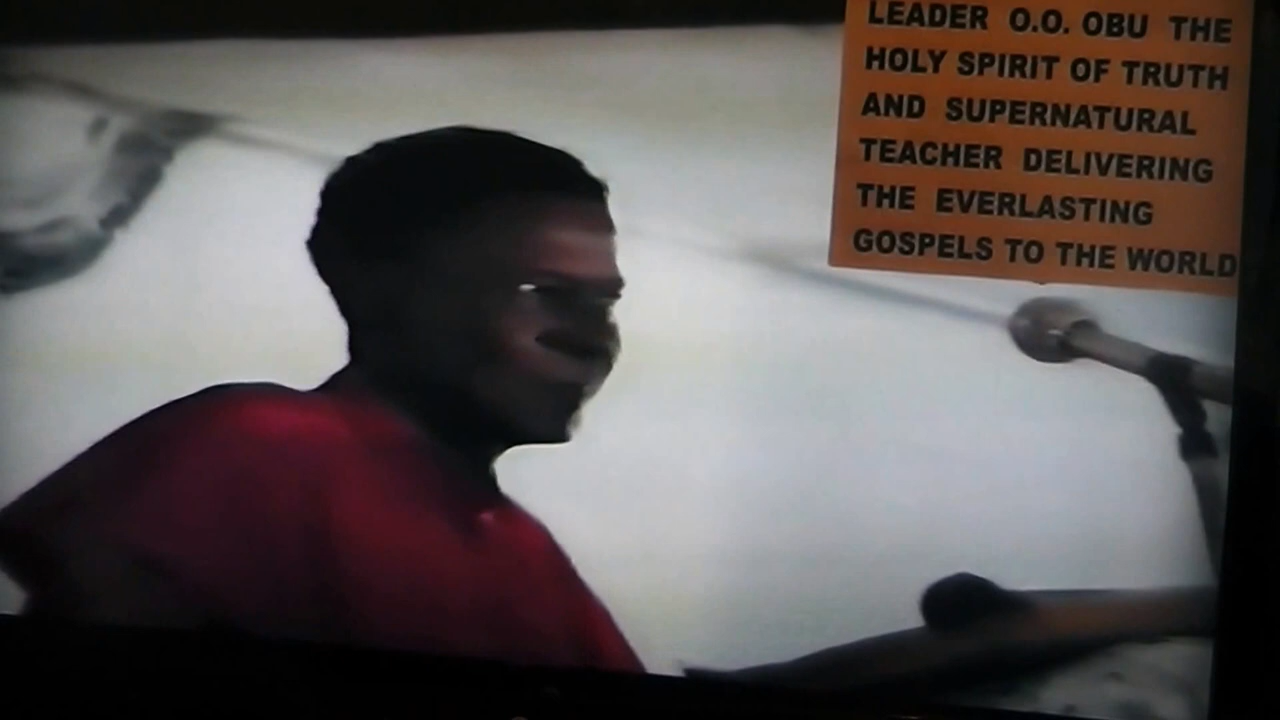 LEADER O.O. OBU THE
HOLY SPIRIT OF TRUTH
AND SUPERNATURAL
TEACHER DELIVERING
THE EVERLASTING
GOSPELS TO THE WORLD